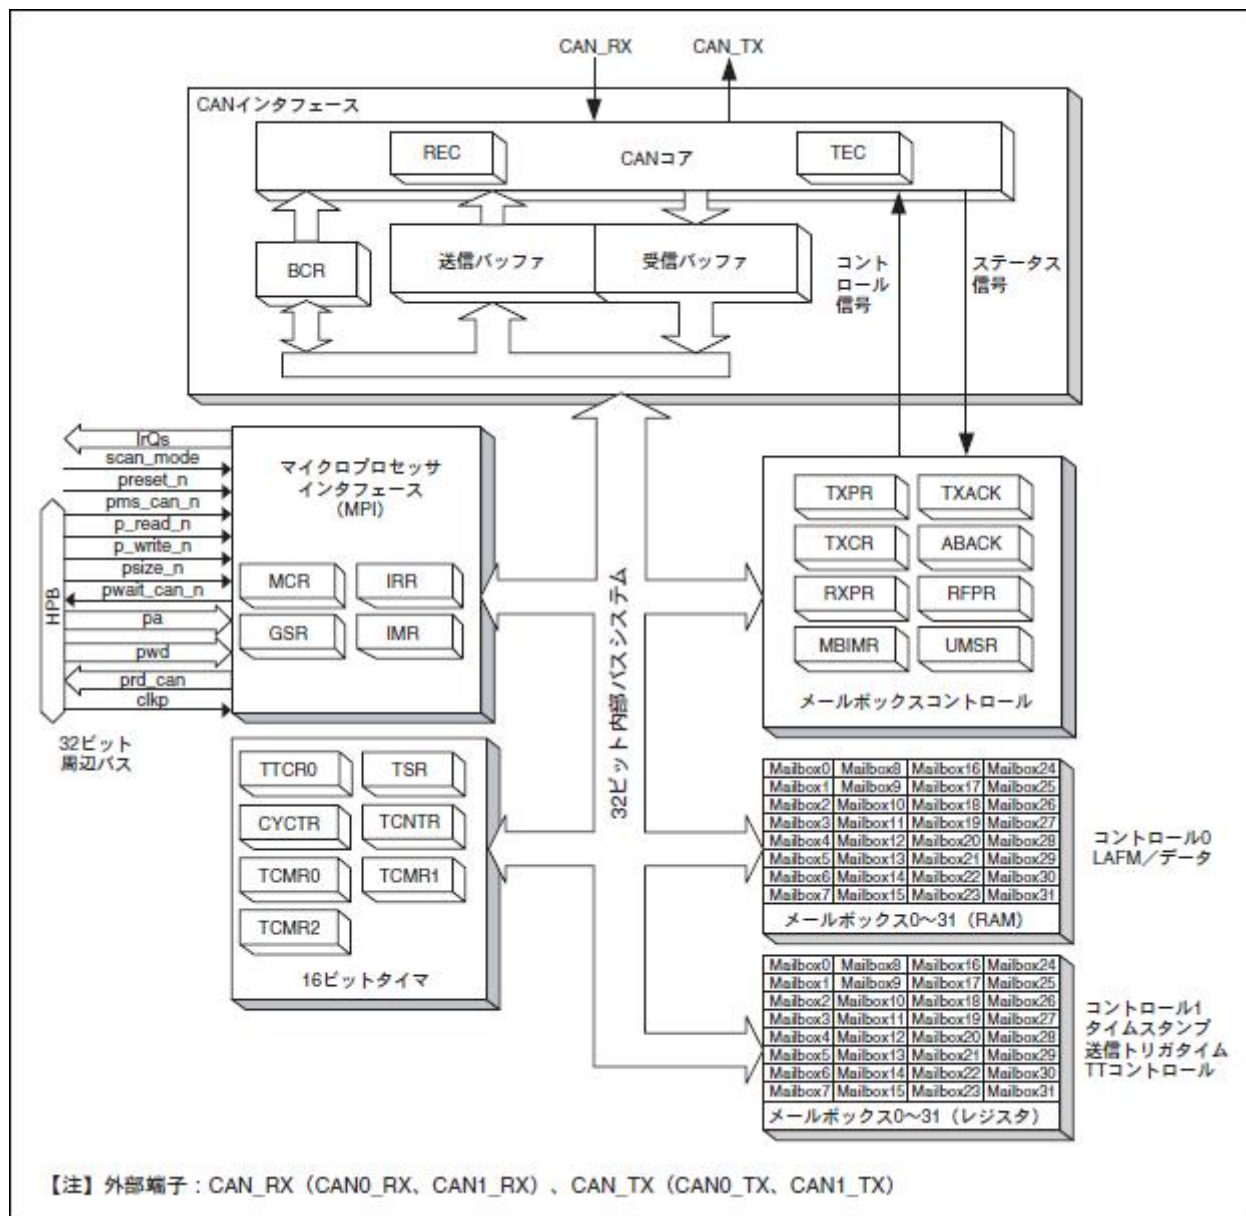 CAN_RX
CAN_TX
CANインタフェース
REC
CANコア
TEC
BCR
送信バッファ
受信バッファ
コント
ロール
信号
ステータス
信号
IrQs
scan_mode
preset_n
pms_can_n
p_read_n
p_write_n
psize_n
pwait_can_n
pa
pwd
prd_can
clkp
HPB
32ビット
周辺バス
マイクロプロセッサ
インタフェース
(MPI)
MCR
IRR
GSR
IMR
32ビット内部バスシステム
TXPR
TXACK
TXCR
ABACK
RXPR
RFPR
MBIMR
UMSR
メールボックスコントロール
TTCR0
TSR
CYCTR
TCNTR
TCMR0
TCMR1
TCMR2
16ビットタイマ
Mailbox0 Mailbox8 Mailbox16 Mailbox24
Mailbox1 Mailbox9 Mailbox17 Mailbox25
Mailbox2 Mailbox10 Mailbox18 Mailbox26
Mailbox3 Mailbox11 Mailbox19 Mailbox27
Mailbox4 Mailbox12 Mailbox20 Mailbox28
Mailbox5 Mailbox13 Mailbox21 Mailbox29
Mailbox6 Mailbox14 Mailbox22 Mailbox30
Mailbox7 Mailbox15 Mailbox23 Mailbox31
メールボックス0～31（RAM）
コントロール0
LAFM／データ
Mailbox0 Mailbox8 Mailbox16 Mailbox24
Mailbox1 Mailbox9 Mailbox17 Mailbox25
Mailbox2 Mailbox10 Mailbox18 Mailbox26
Mailbox3 Mailbox11 Mailbox19 Mailbox27
Mailbox4 Mailbox12 Mailbox20 Mailbox28
Mailbox5 Mailbox13 Mailbox21 Mailbox29
Mailbox6 Mailbox14 Mailbox22 Mailbox30
Mailbox7 Mailbox15 Mailbox23 Mailbox31
メールボックス0～31（レジスタ）
コントロール1
タイムスタンプ
送信トリガタイム
TTコントロール
【注】外部端子：CAN_RX（CAN0_RX、CAN1_RX）、CAN_TX（CAN0_TX、CAN1_TX）